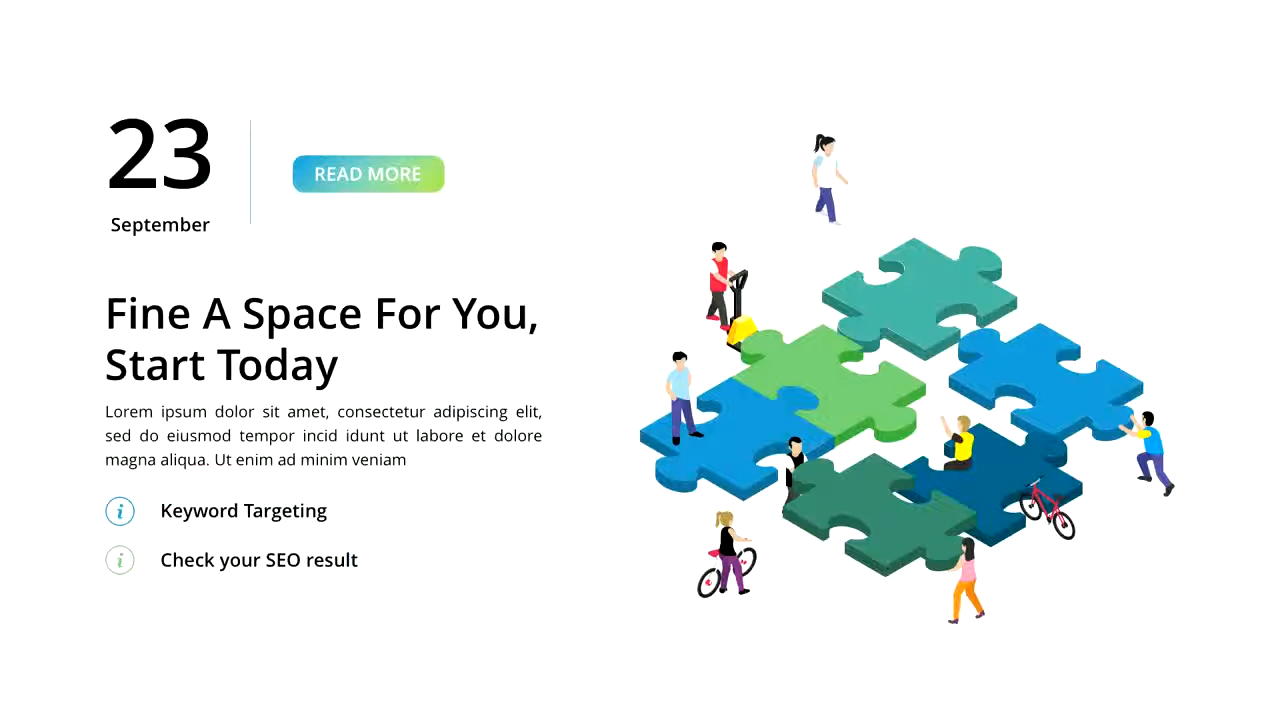 23
September
READ MORE
Fine A Space For You,
Start Today
Lorem ipsum dolor sit amet, consectetur adipiscing elit,
sed do eiusmod tempor incid idunt ut labore et dolore
magna aliqua. Ut enim ad minim veniam
i Keyword Targeting
i Check your SEO result